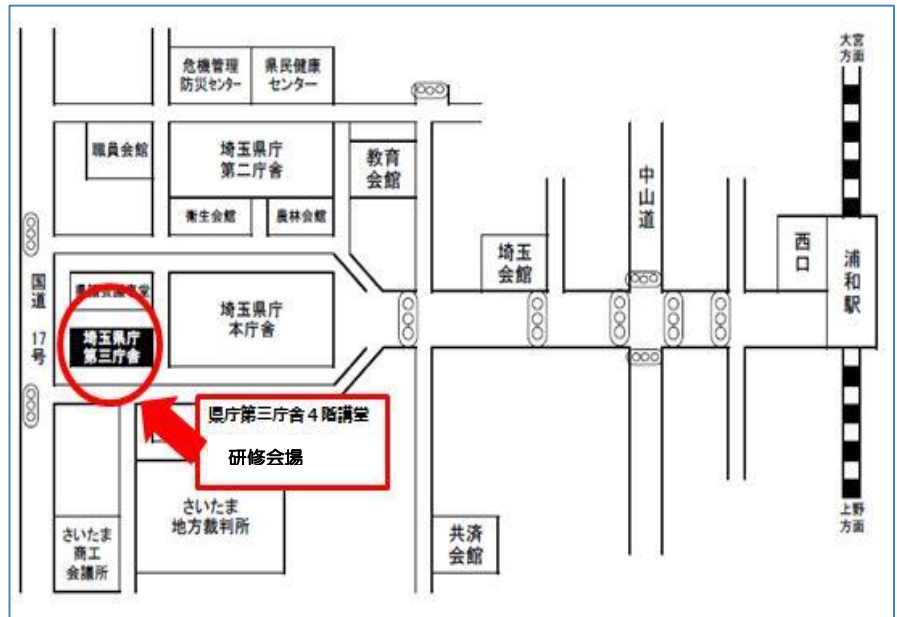 大宮
方面
危機管理
防災センター
県民健康
センター
職員会館
埼玉県庁
第二庁舎
教育
会館
中山道
衛生会館
農林会館
埼玉
会館
西口
浦和駅
国道
17号
埼玉県庁
本庁舎
埼玉県庁
第三庁舎
県庁第三庁舎4階講堂
研修会場
さいたま
地方裁判所
さいたま
商工
会議所
共済
会館
上野
方面